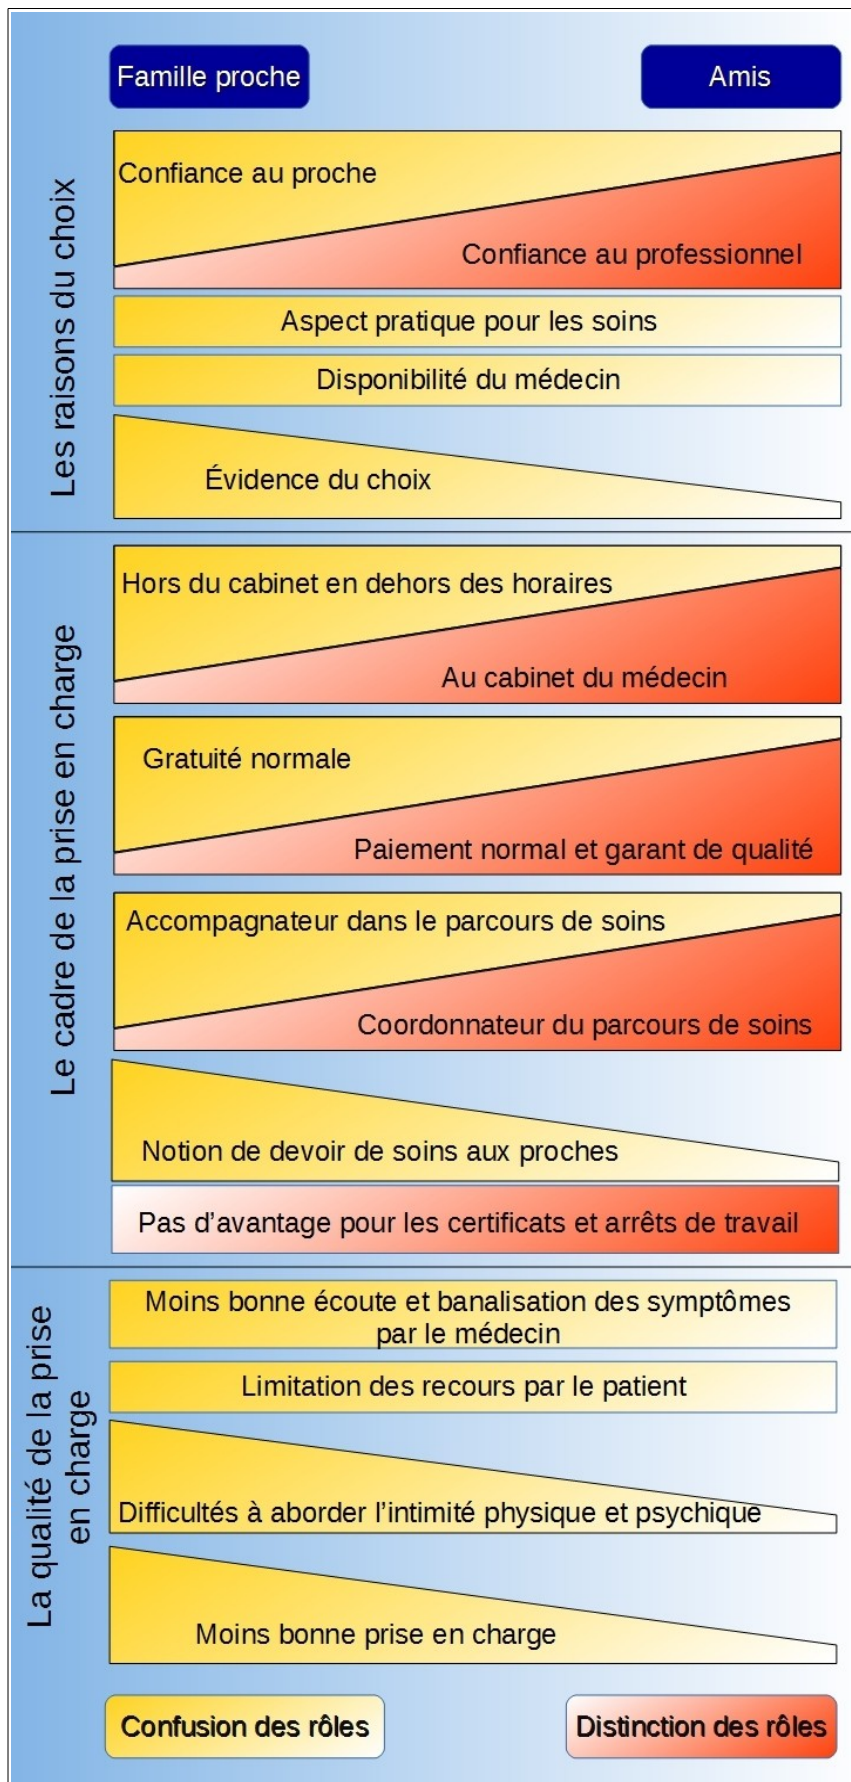 Famille proche
Amis
Les raisons du choix
Confiance au proche
Confiance au professionnel
Aspect pratique pour les soins
Disponibilité du médecin
Évidence du choix
Le cadre de la prise en charge
Hors du cabinet en dehors des horaires
Au cabinet du médecin
Gratuité normale
Paiement normal et garant de qualité
Accompagnateur dans le parcours de soins
Coordonnateur du parcours de soins
Notion de devoir de soins aux proches
Pas d’avantage pour les certificats et arrêts de travail
La qualité de la prise
en charge
Moins bonne écoute et banalisation des symptômes
par le médecin
Limitation des recours par le patient
Difficultés à aborder l’intimité physique et psychique
Moins bonne prise en charge
Confusion des rôles
Distinction des rôles